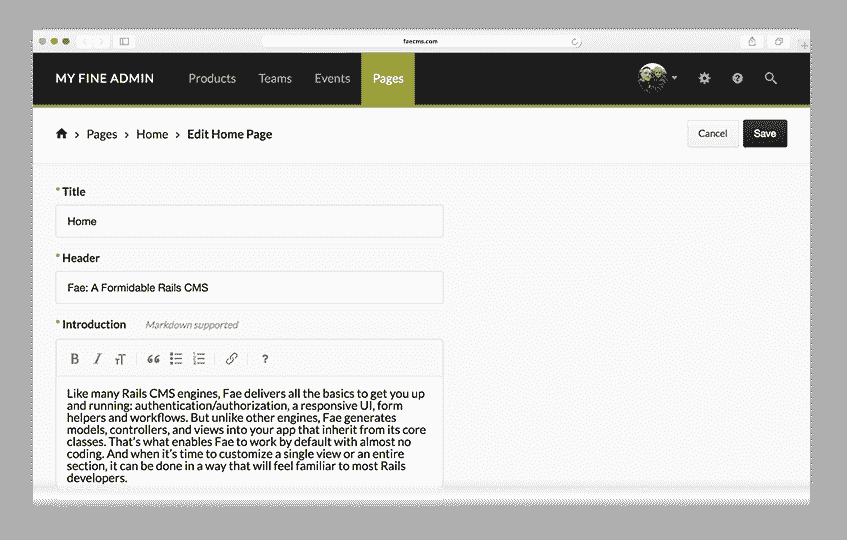 faecms.com
MY FINE ADMIN Products Teams Events Pages
Pages > Home > Edit Home Page Cancel Save
* Title
Home
* Header
Fae: A Formidable Rails CMS
* Introduction Markdown supported
B I тT “ ?
Like many Rails CMS engines, Fae delivers all the basics to get you up
and running: authentication/authorization, a responsive UI, form
helpers and workflows. But unlike other engines, Fae generates
models, controllers, and views into your app that inherit from its core
classes. That's what enables Fae to work by default with almost no
coding. And when it's time to customize a single view or an entire
section, it can be done in a way that will feel familiar to most Rails
developers.